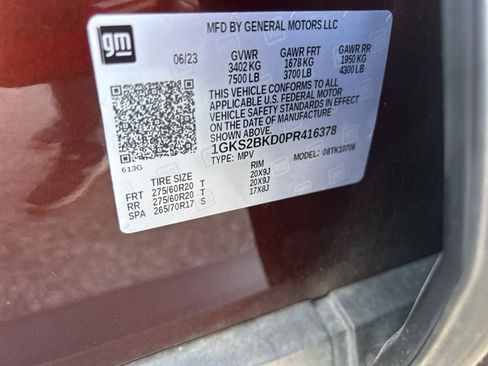 MFD BY GENERAL MOTORS LLC
gm
06/23 GVWR GAWR FRT GAWR RR
3402 KG 1678 KG 1950 KG
7500 LB 3700 LB 4300 LB
THIS VEHICLE CONFORMS TO ALL
APPLICABLE U.S. FEDERAL MOTOR
VEHICLE SAFETY STANDARDS IN EFFECT
ON THE DATE OF MANUFACTURE
SHOWN ABOVE.
1GKS2BKD0PR416378
TYPE: MPV MODEL: 08TK10706
613G
TIRE SIZE RIM
FRT 275/60R20 T 20X9J
RR 275/60R20 T 20X9J
SPA 265/70R17 S 17X8J